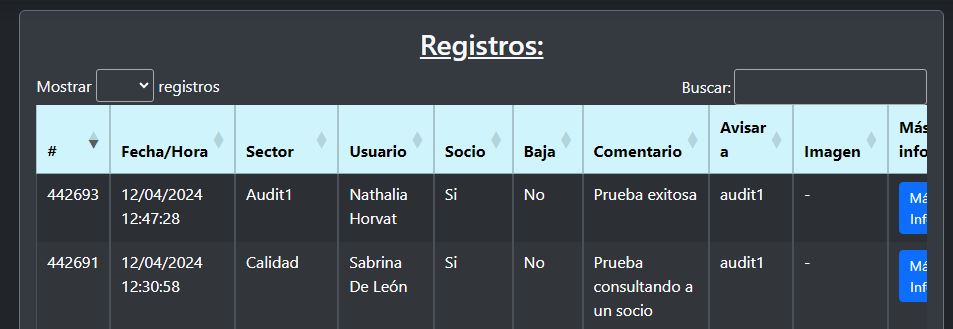 Registros:
Mostrar registros Buscar:
# Fecha/Hora Sector Usuario Socio Baja Comentario Avisar a Imagen Más info
442693 12/04/2024 Audit1 Nathalia Si No Prueba exitosa audit1 - Má
12:47:28 Horvat Inf
442691 12/04/2024 Calidad Sabrina Si No Prueba audit1 - Má
12:30:58 De León consultando a Inf
un socio